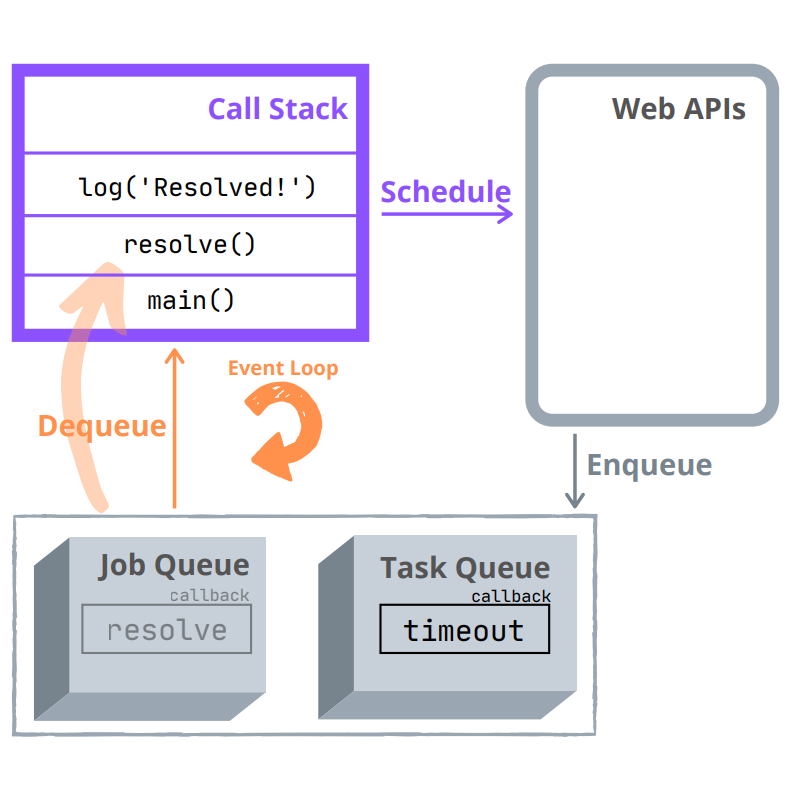 Call Stack
log('Resolved!')
resolve()
main()
Schedule
Web APIs
Event Loop
Dequeue
Enqueue
Job Queue
callback
resolve
Task Queue
callback
timeout